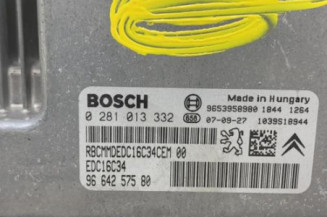 BOSCH
Made in Hungary
9653958980 1044 1264
0 281 013 332
07-09-27 1039S18944
RBCMMDEDC16C34CEM 00
EDC16C34
96 642 575 80